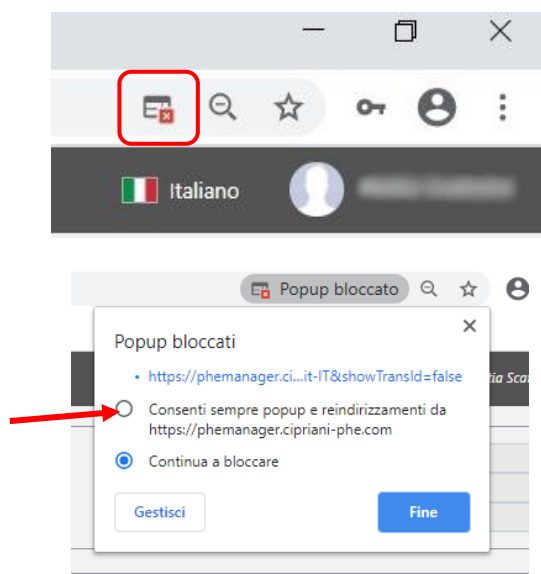 Italiano
Popup bloccato
Popup bloccati
https://phemanager.ci...it-IT&showTransId=false
Consenti sempre popup e reindirizzamenti da
https://phemanager.cipriani-phe.com
Continua a bloccare
Gestisci
Fine